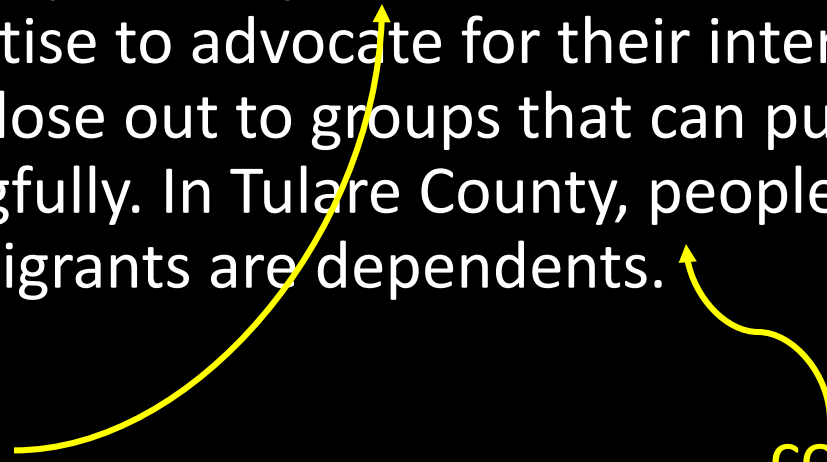 tise to advocate for their inter
lose out to groups that can pu
gfully. In Tulare County, people
igrants are dependents.
co